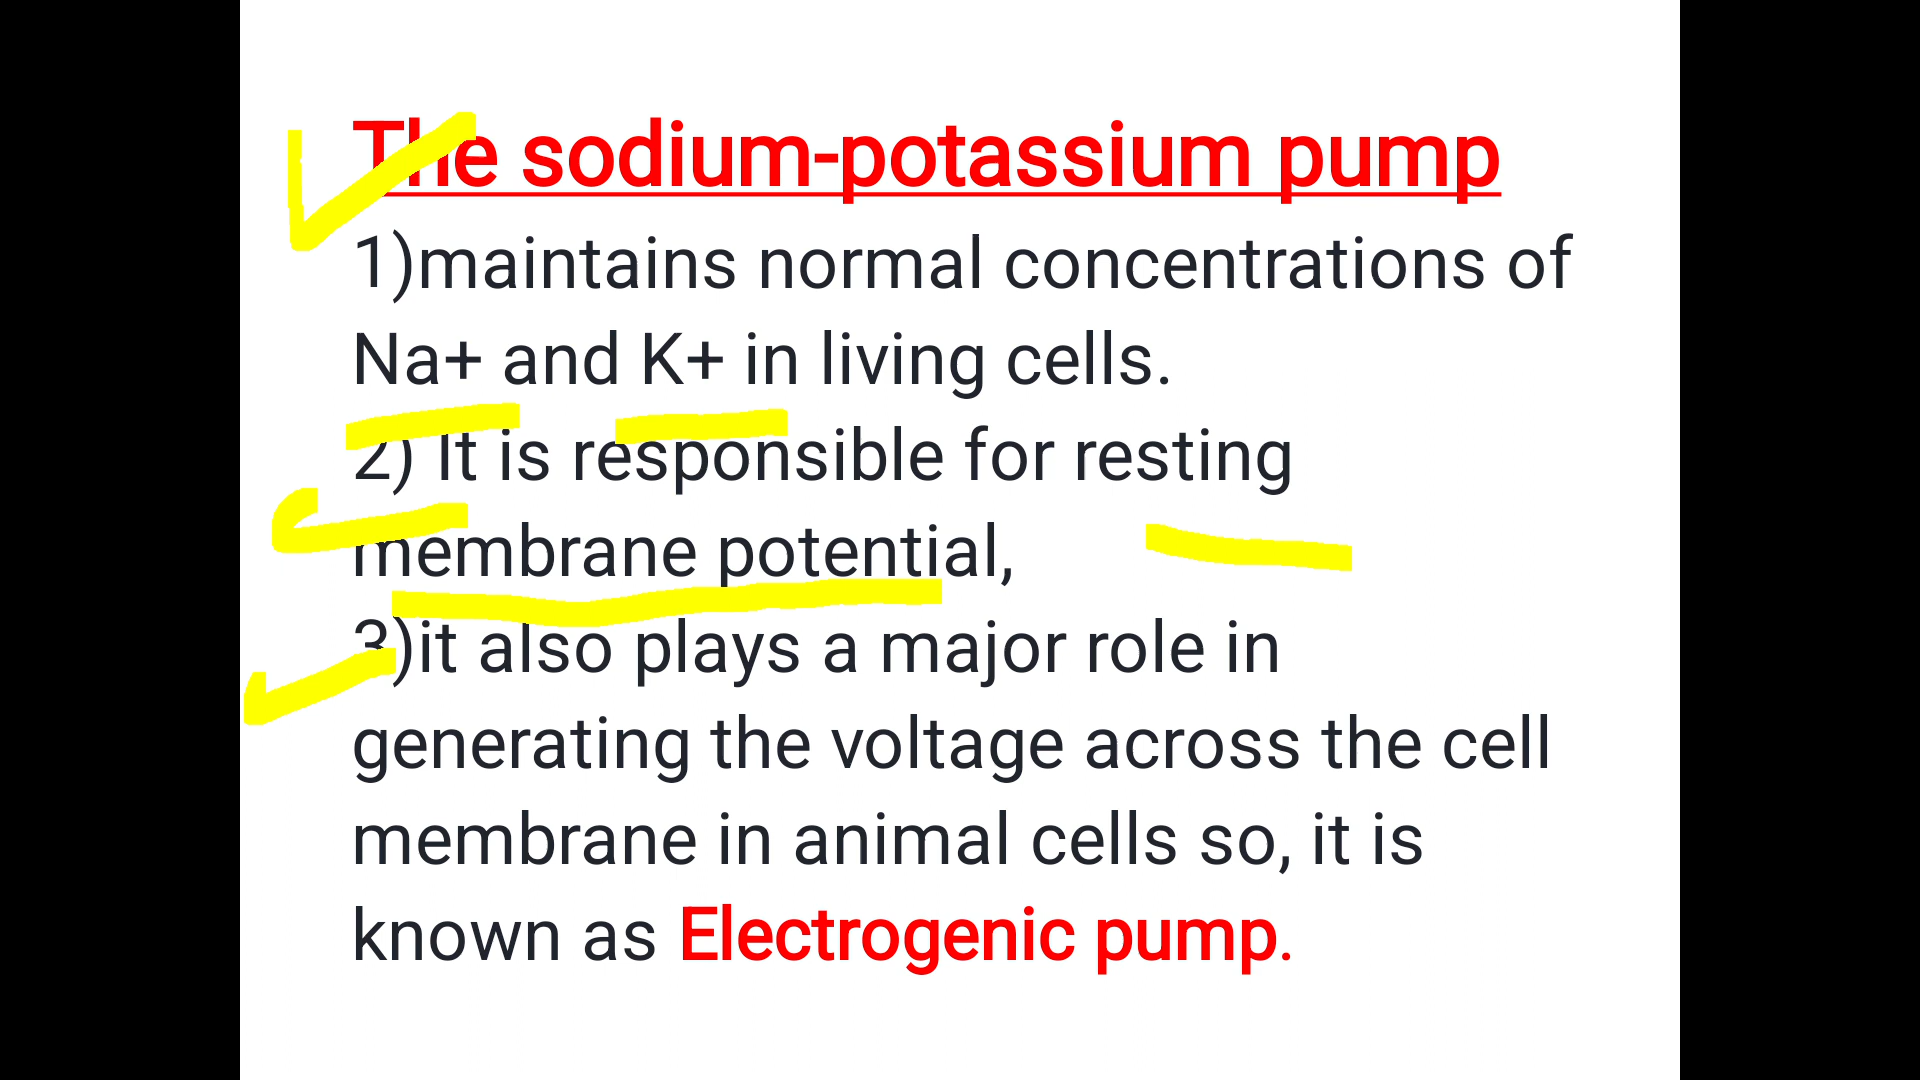 The sodium-potassium pump
1)maintains normal concentrations of
Na+ and K+ in living cells.
2) It is responsible for resting
membrane potential,
3)it also plays a major role in
generating the voltage across the cell
membrane in animal cells so, it is
known as Electrogenic pump.